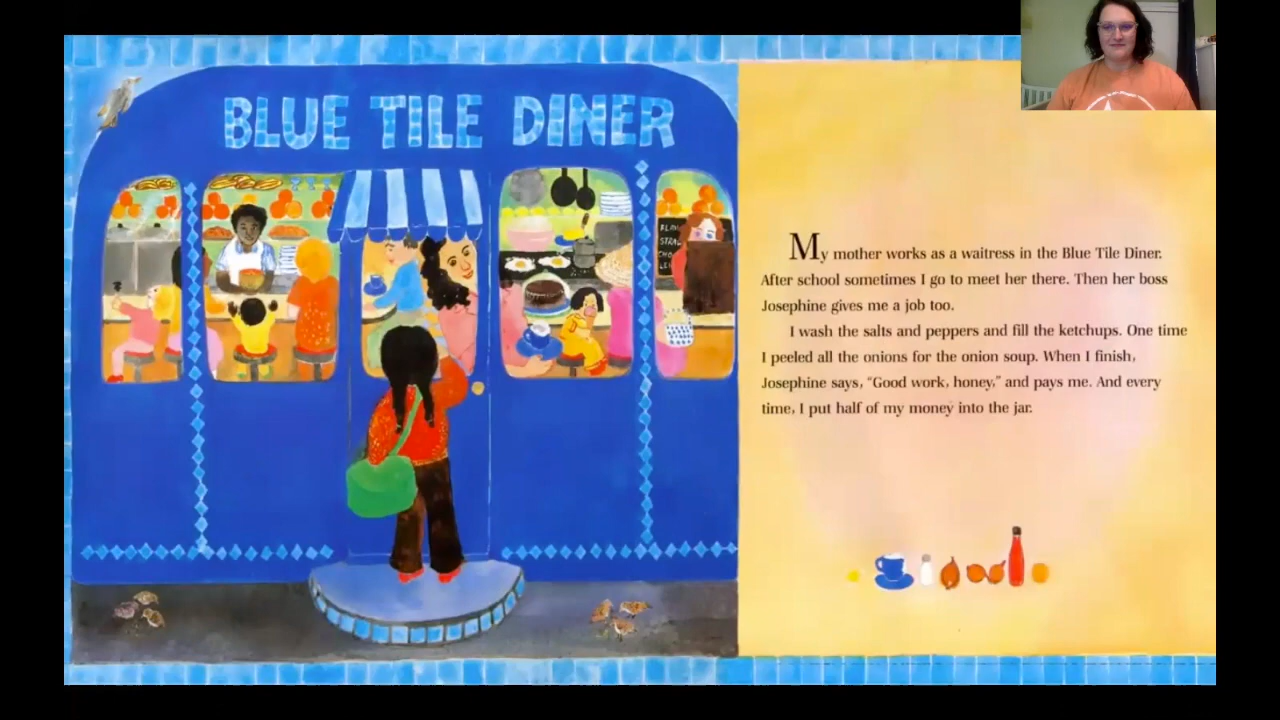 BLUE TILE DINER
My mother works as a waitress in the Blue Tile Diner.
After school sometimes I go to meet her there. Then her boss
Josephine gives me a job too.
I wash the salts and peppers and fill the ketchups. One time
I peeled all the onions for the onion soup. When I finish,
Josephine says, “Good work, honey,” and pays me. And every
time, I put half of my money into the jar.